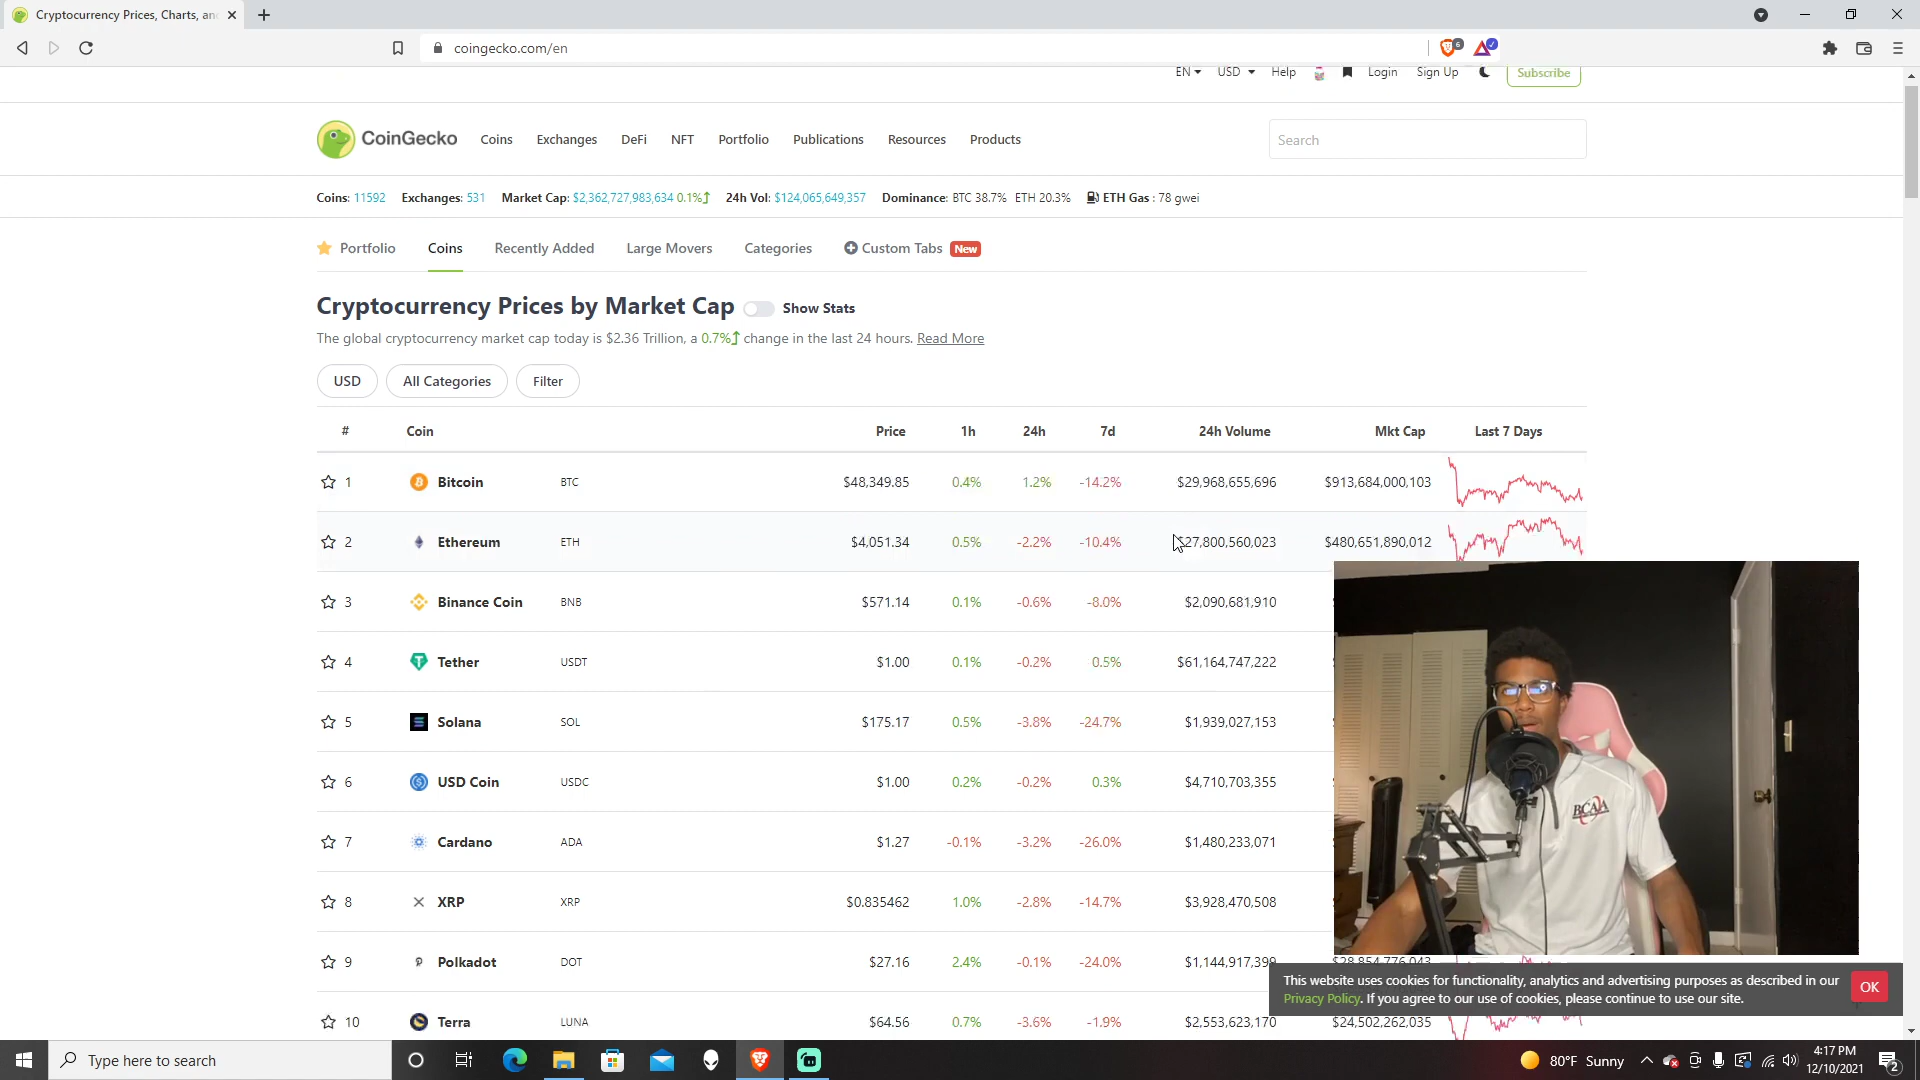 Cryptocurrency Prices, Charts, an
coingecko.com/en
6
EN USD Help Login Sign Up Subscribe
CoinGecko Coins Exchanges DeFi NFT Portfolio Publications Resources Products Search
Coins: 11592 Exchanges: 531 Market Cap: $2,362,727,983,634 0.1% 24h Vol: $124,065,649,357 Dominance: BTC 38.7% ETH 20.3% ETH Gas : 78 gwei
Portfolio Coins Recently Added Large Movers Categories Custom Tabs New
Cryptocurrency Prices by Market Cap Show Stats
The global cryptocurrency market cap today is $2.36 Trillion, a 0.7% change in the last 24 hours. Read More
USD All Categories Filter
# Coin Price 1h 24h 7d 24h Volume Mkt Cap Last 7 Days
1 Bitcoin BTC $48,349.85 0.4% 1.2% -14.2% $29,968,655,696 $913,684,000,103
2 Ethereum ETH $4,051.34 0.5% -2.2% -10.4% $27,800,560,023 $480,651,890,012
3 Binance Coin BNB $571.14 0.1% -0.6% -8.0% $2,090,681,910
4 Tether USDT $1.00 0.1% -0.2% 0.5% $61,164,747,222
5 Solana SOL $175.17 0.5% -3.8% -24.7% $1,939,027,153
6 USD Coin USDC $1.00 0.2% -0.2% 0.3% $4,710,703,355
7 Cardano ADA $1.27 -0.1% -3.2% -26.0% $1,480,233,071
BCAA
8 XRP XRP $0.835462 1.0% -2.8% -14.7% $3,928,470,508
9 Polkadot DOT $27.16 2.4% -0.1% -24.0% $1,144,917,399 $28,854,776,043
This website uses cookies for functionality, analytics and advertising purposes as described in our
Privacy Policy. If you agree to our use of cookies, please continue to use our site.
OK
10 Terra LUNA $64.56 0.7% -3.6% -1.9% $2,553,623,170 $24,502,262,035
Type here to search
80°F Sunny
4:17 PM
12/10/2021
2